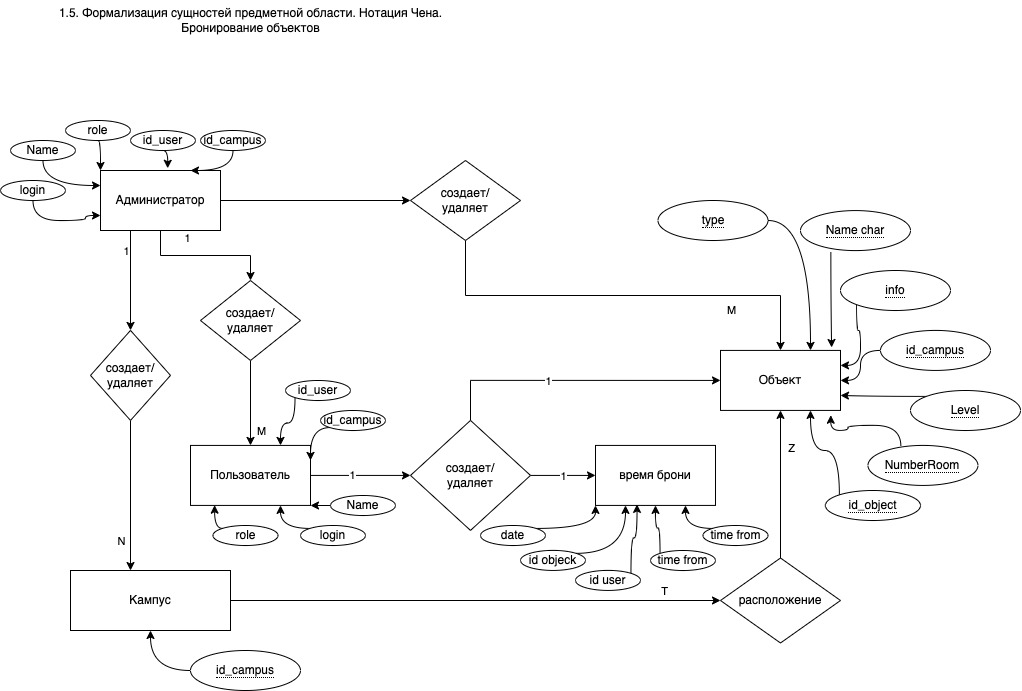 1.5. Формализация сущностей предметной области. Нотация Чена.
Бронирование объектов
role
id_user
id_campus
Name
login
Администратор
создает/
удаляет
type
Name char
1
1
info
M
создает/
удаляет
id_campus
создает/
удаляет
Объект
1
id_user
Level
id_campus
M
Z
NumberRoom
Пользователь
1
создает/
удаляет
1
время брони
Name
id_object
role
login
date
time from
N
id objeck
time from
id user
Кампус
T
расположение
id_campus